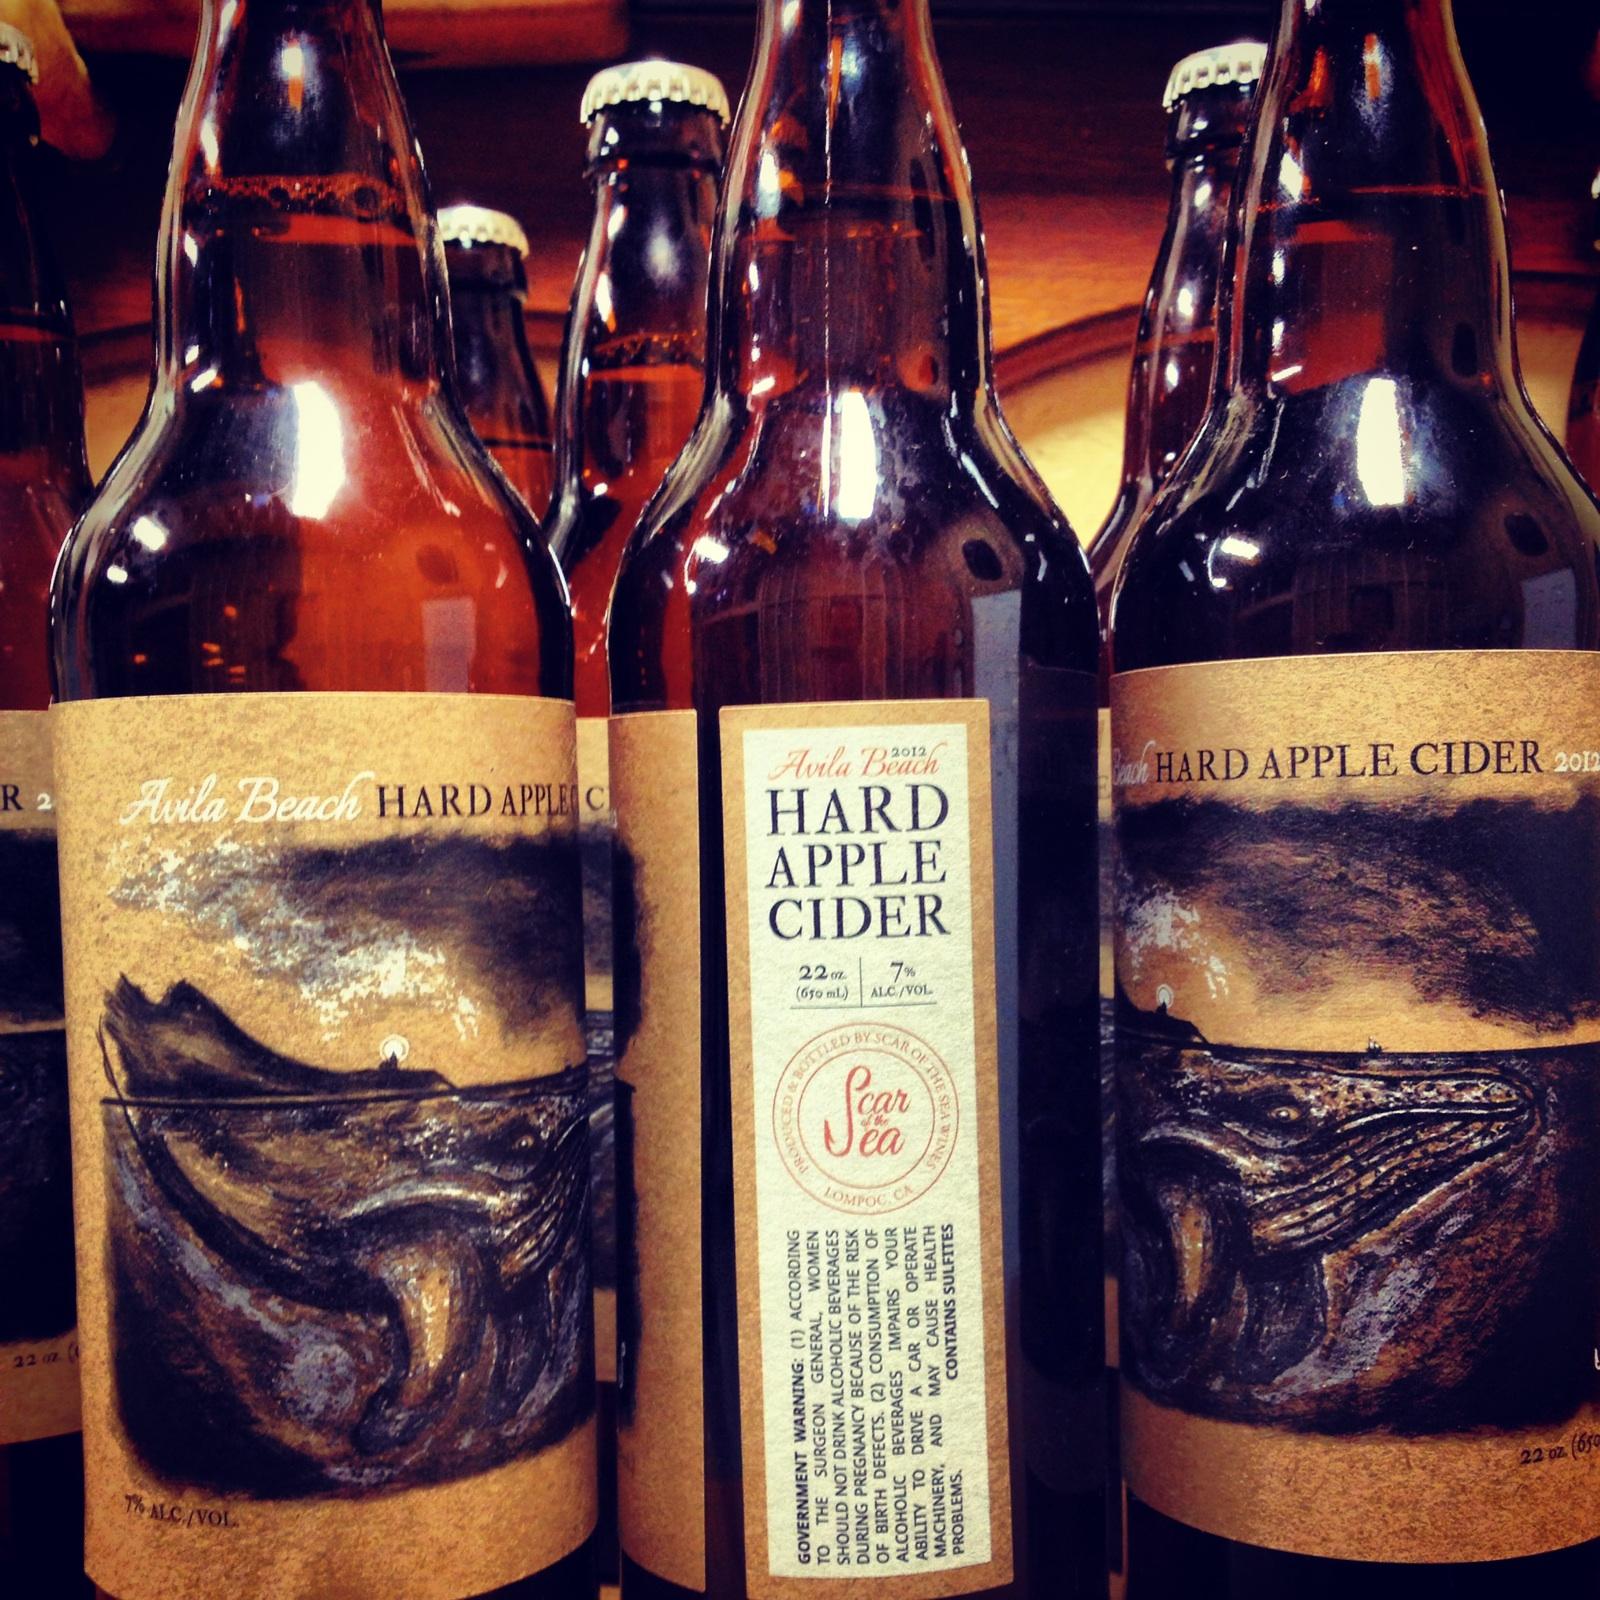 R 2
22 oz. (
Avila Beach HARD APPLE C
7% ALC./VOL.
Avila Beach
2012
HARD
APPLE
CIDER
22 oz.
(650 mL)
7%
ALC./VOL.
PRODUCED & BOTTLED BY SCAR OF THE SEA WINES
Scar
of the
Sea
LOMPOC, CA
GOVERNMENT WARNING: (1) ACCORDING
TO THE SURGEON GENERAL, WOMEN
SHOULD NOT DRINK ALCOHOLIC BEVERAGES
DURING PREGNANCY BECAUSE OF THE RISK
OF BIRTH DEFECTS. (2) CONSUMPTION OF
ALCOHOLIC BEVERAGES IMPAIRS YOUR
ABILITY TO DRIVE A CAR OR OPERATE
MACHINERY, AND MAY CAUSE HEALTH
PROBLEMS. CONTAINS SULFITES
Beach HARD APPLE CIDER 2012
22 oz. (650